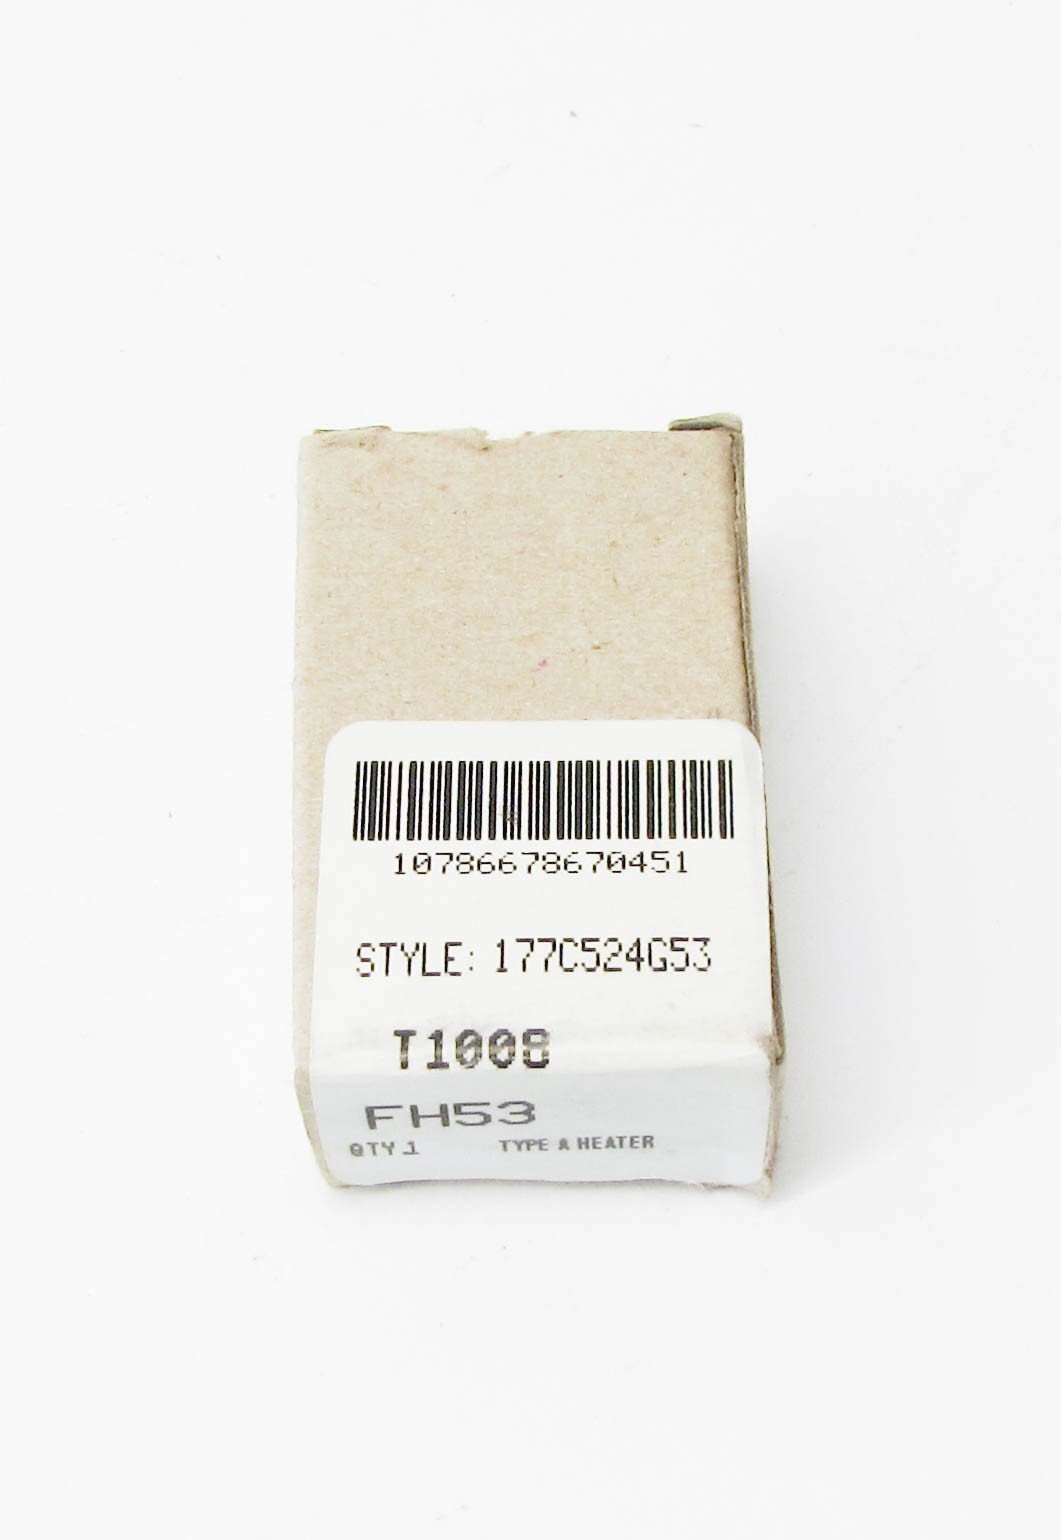 10786678670451
STYLE: 177C524G53
T1008
FH53
QTY 1 TYPE A HEATER